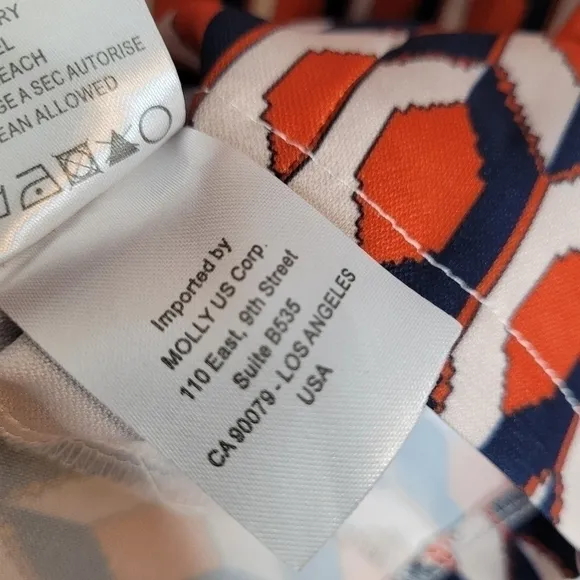 RY
EL
EACH
GE A SEC AUTORISE
EAN ALLOWED
Imported by
MOLLY US Corp.
110 East, 9th Street
Suite B535
CA 90079 - LOS ANGELES
USA